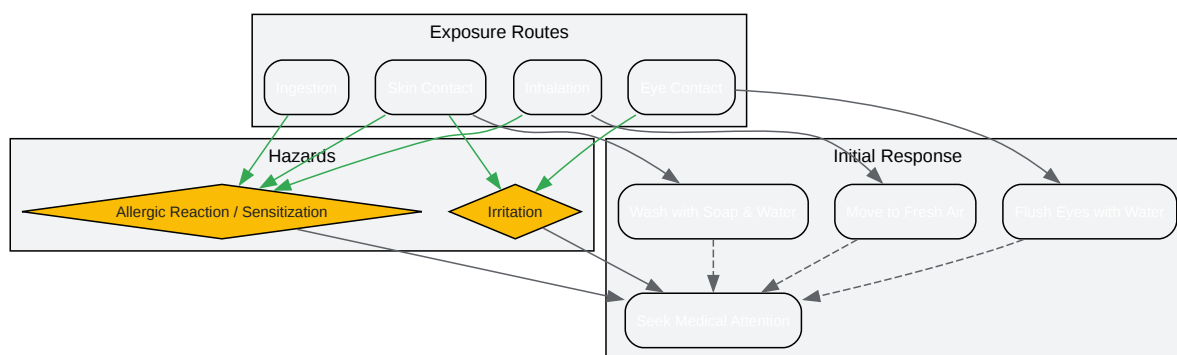 Exposure Routes
Ingestion
Skin Contact
Inhalation
Eye Contact
Hazards
Initial Response
Allergic Reaction / Sensitization
Irritation
Wash with Soap & Water
Move to Fresh Air
Flush Eyes with Water
Seek Medical Attention